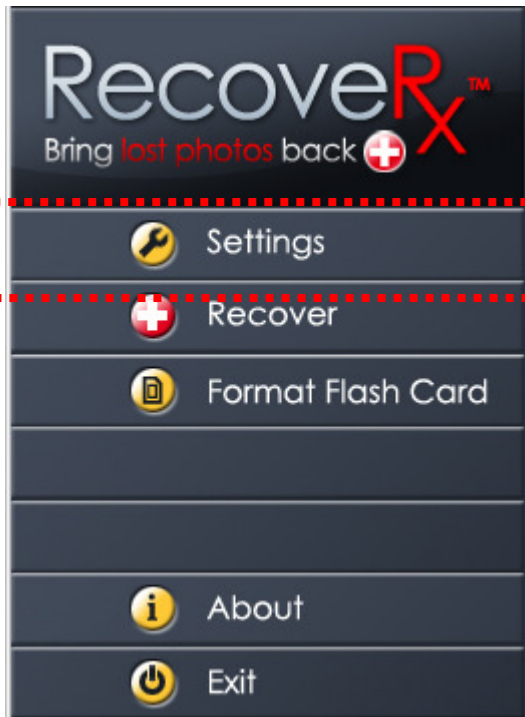 RecoveRx™
Bring lost photos back
Settings
Recover
Format Flash Card
About
Exit